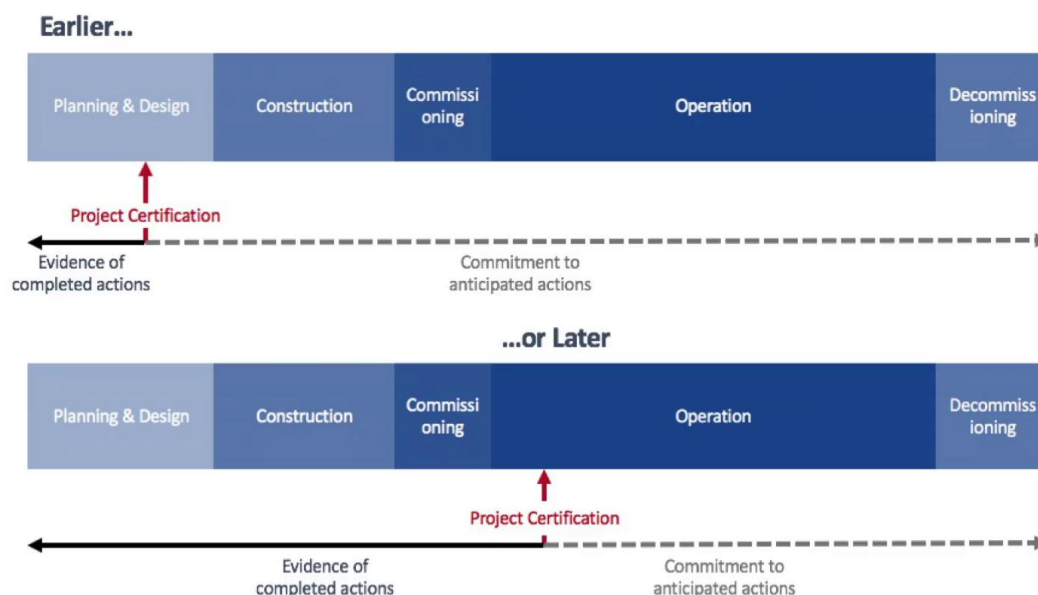 Earlier...
Planning & Design
Construction
Commissi
oning
Operation
Decommiss
ioning
Project Certification
Evidence of
completed actions
Commitment to
anticipated actions
...or Later
Planning & Design
Construction
Commissi
oning
Operation
Decommiss
ioning
Project Certification
Evidence of
completed actions
Commitment to
anticipated actions